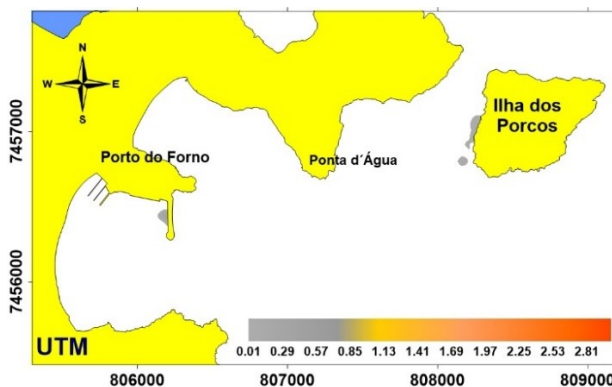 N
W E
S
Ilha dos
Porcos
Porto do Forno
Ponta d´Água
7457000
7456000
0.01 0.29 0.57 0.85 1.13 1.41 1.69 1.97 2.25 2.53 2.81
UTM
806000 807000 808000 809000